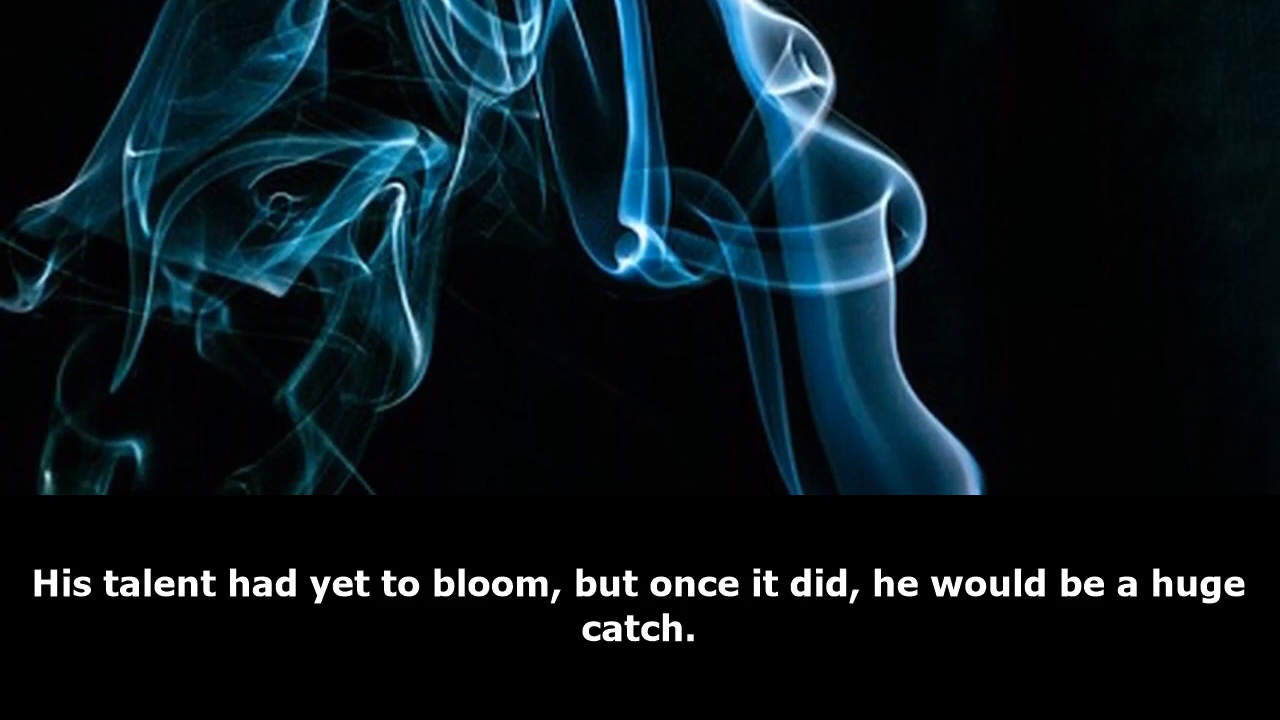 His talent had yet to bloom, but once it did, he would be a huge
catch.